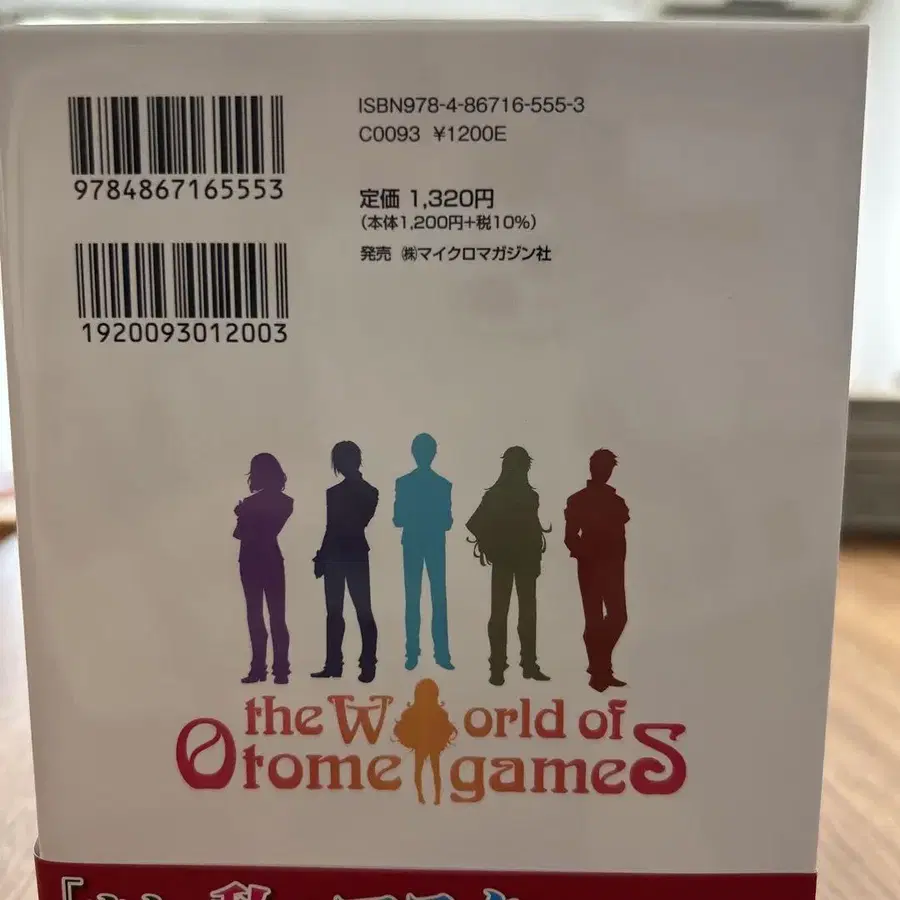 ISBN978-4-86716-555-3
C0093 ¥1200E
9784867165553
定価 1,320円
(本体1,200円+税10%)
発売 ㈱マイクロマガジン社
1920093012003
the World of
Otome games